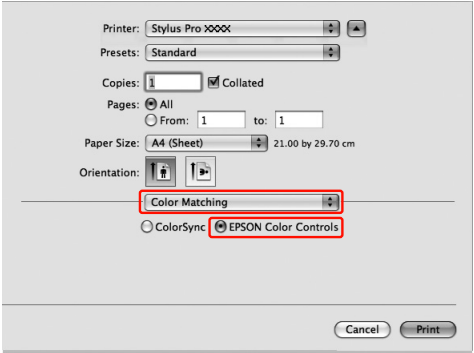 Printer: Stylus Pro XXXX
Presets: Standard
Copies: 1 Collated
Pages: All
From: 1 to: 1
Paper Size: A4 (Sheet) 21.00 by 29.70 cm
Orientation:
Color Matching
ColorSync EPSON Color Controls
Cancel Print